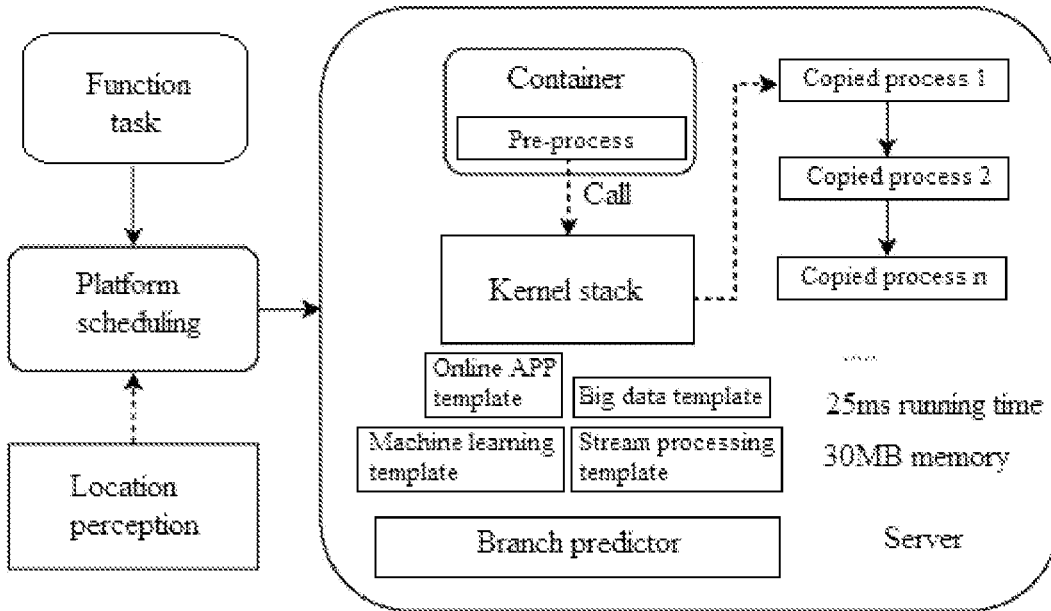 Function
task
Platform
scheduling
Location
perception
Container
Pre-process
Call
Kernel stack
Online APP
template
Big data template
Machine learning
template
Stream processing
template
Branch predictor
Copied process 1
Copied process 2
Copied process n
......
25ms running time
30MB memory
Server